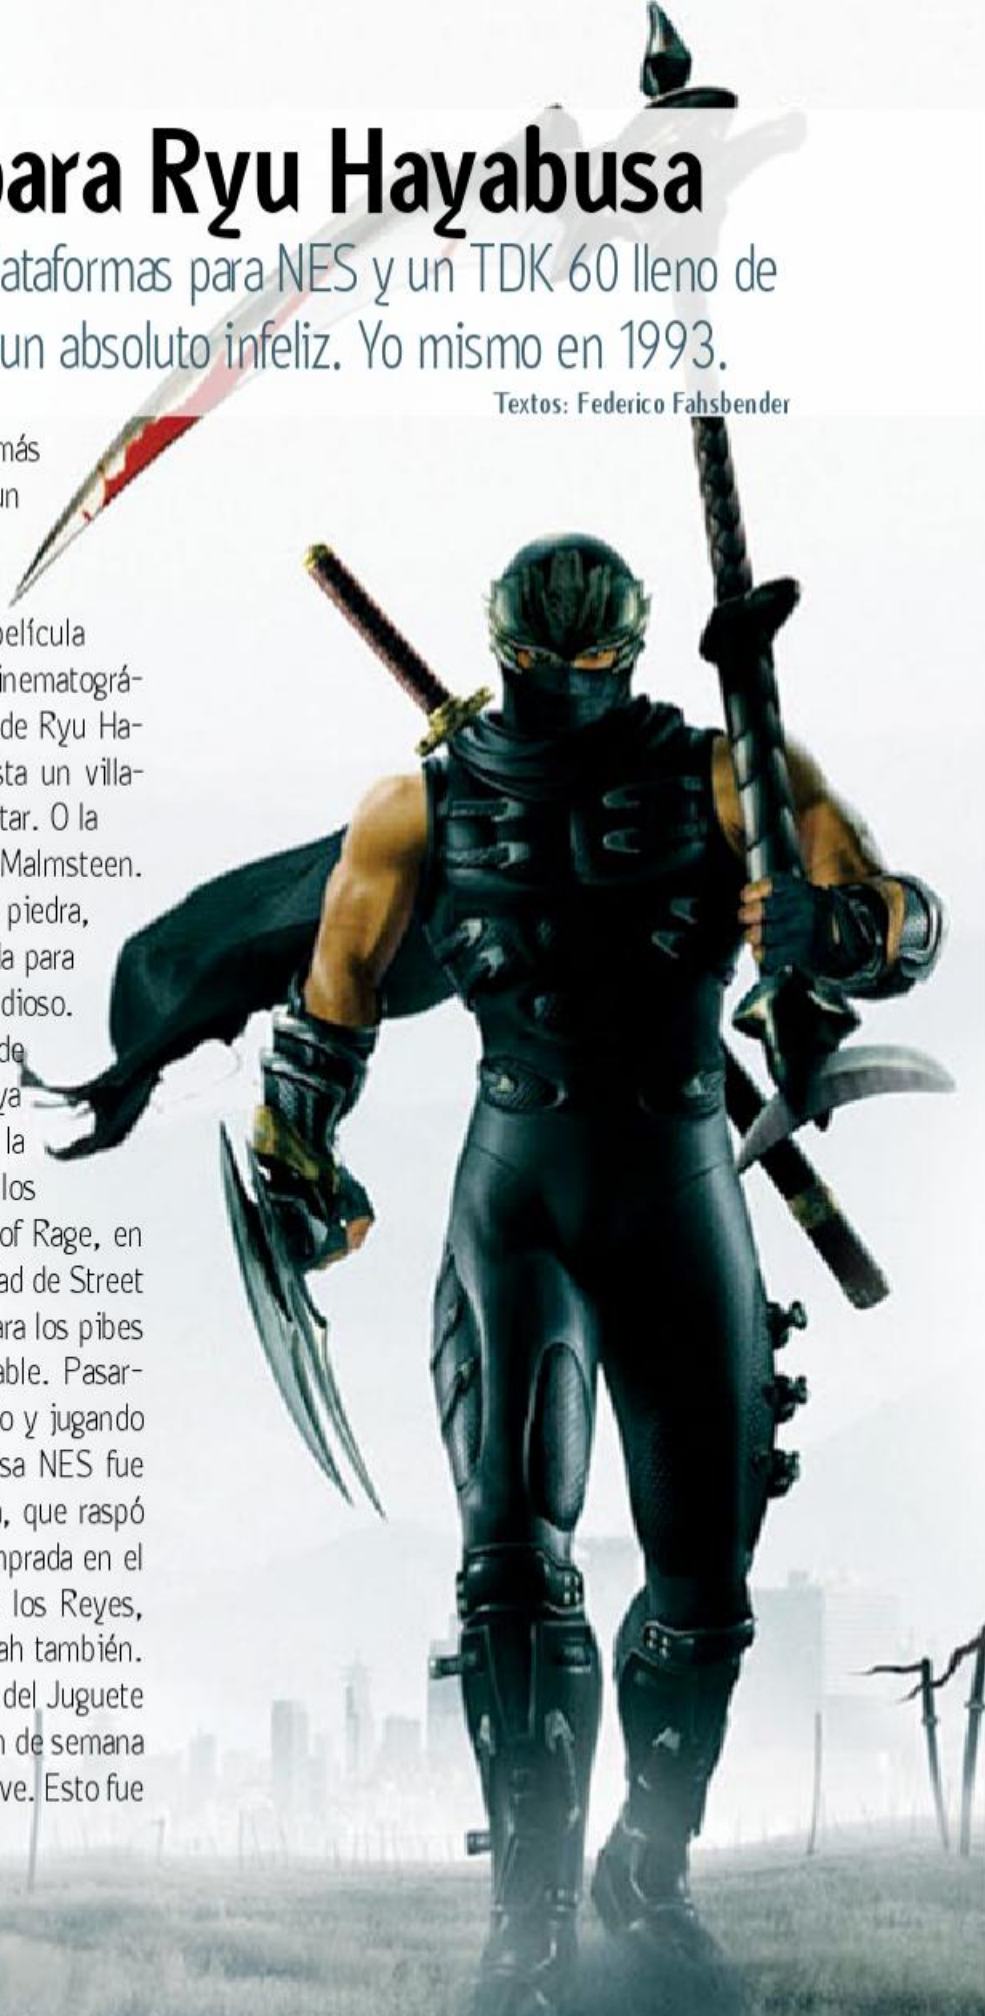 para Ryu Hayabusa
ataformas para NES y un TDK 60 lleno de
un absoluto infeliz. Yo mismo en 1993.
Textos: Federico Fahsbender
más
un
película
inematográ-
de Ryu Ha-
sta un villa-
tar. O la
Malmsteen.
piedra,
la para
dioso.
de
ya
la
los
of Rage, en
ad de Street
ara los pibes
able. Pasar-
o y jugando
sa NES fue
, que raspó
mprada en el
los Reyes,
ah también.
del Juguete
n de semana
ve. Esto fue